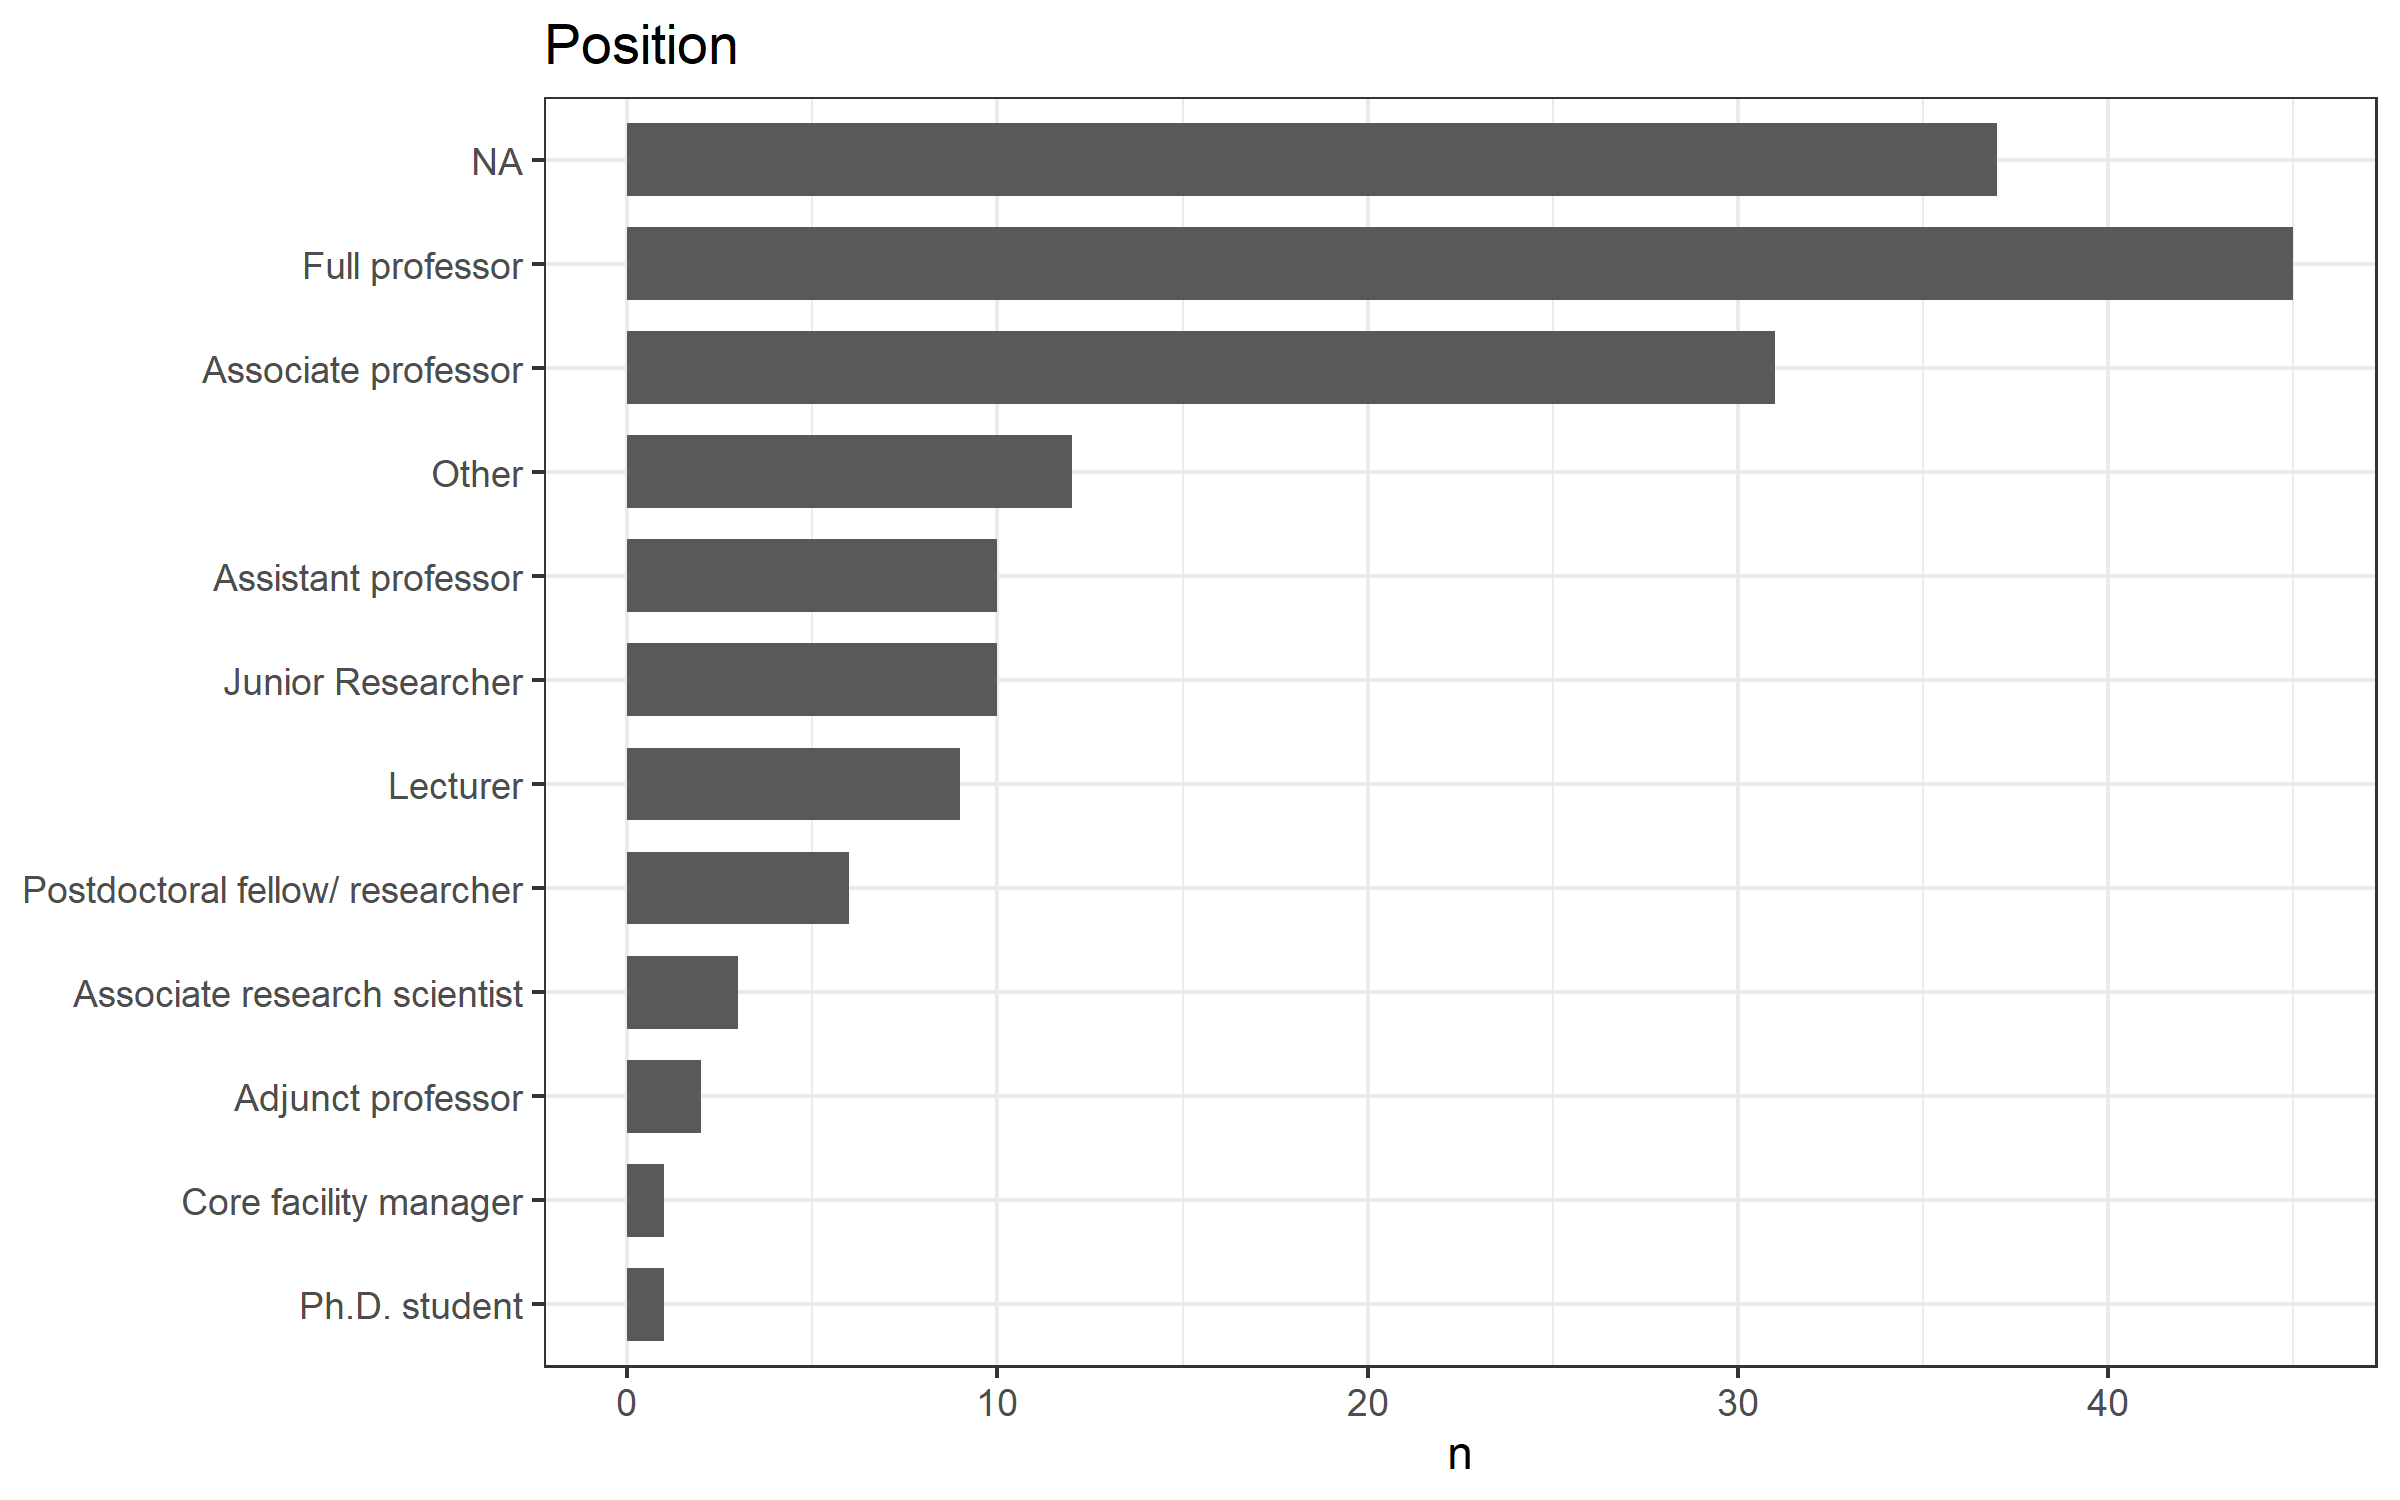 Position
NA
Full professor
Associate professor
Other
Assistant professor
Junior Researcher
Lecturer
Postdoctoral fellow/ researcher
Associate research scientist
Adjunct professor
Core facility manager
Ph.D. student
0 10 20 30 40
n